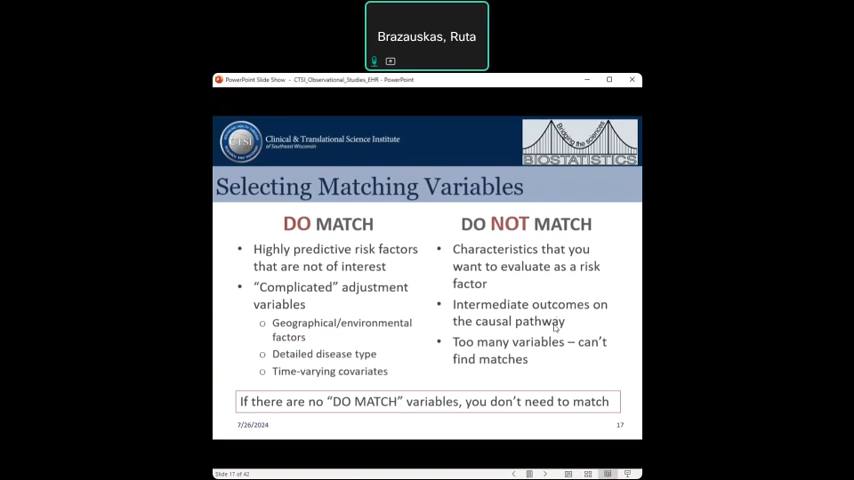 Brazauskas, Ruta
PowerPoint Slide Show - CTSI_Observational_Studies_EHR - PowerPoint
CTSI
Clinical & Translational Science Institute
of Southeast Wisconsin
Bridging the Sciences
BIOSTATISTICS
Selecting Matching Variables
DO MATCH
• Highly predictive risk factors
that are not of interest
• “Complicated” adjustment
variables
o Geographical/environmental
factors
o Detailed disease type
o Time-varying covariates
DO NOT MATCH
• Characteristics that you
want to evaluate as a risk
factor
• Intermediate outcomes on
the causal pathway
• Too many variables – can’t
find matches
If there are no “DO MATCH” variables, you don’t need to match
7/26/2024
17
Slide 17 of 42